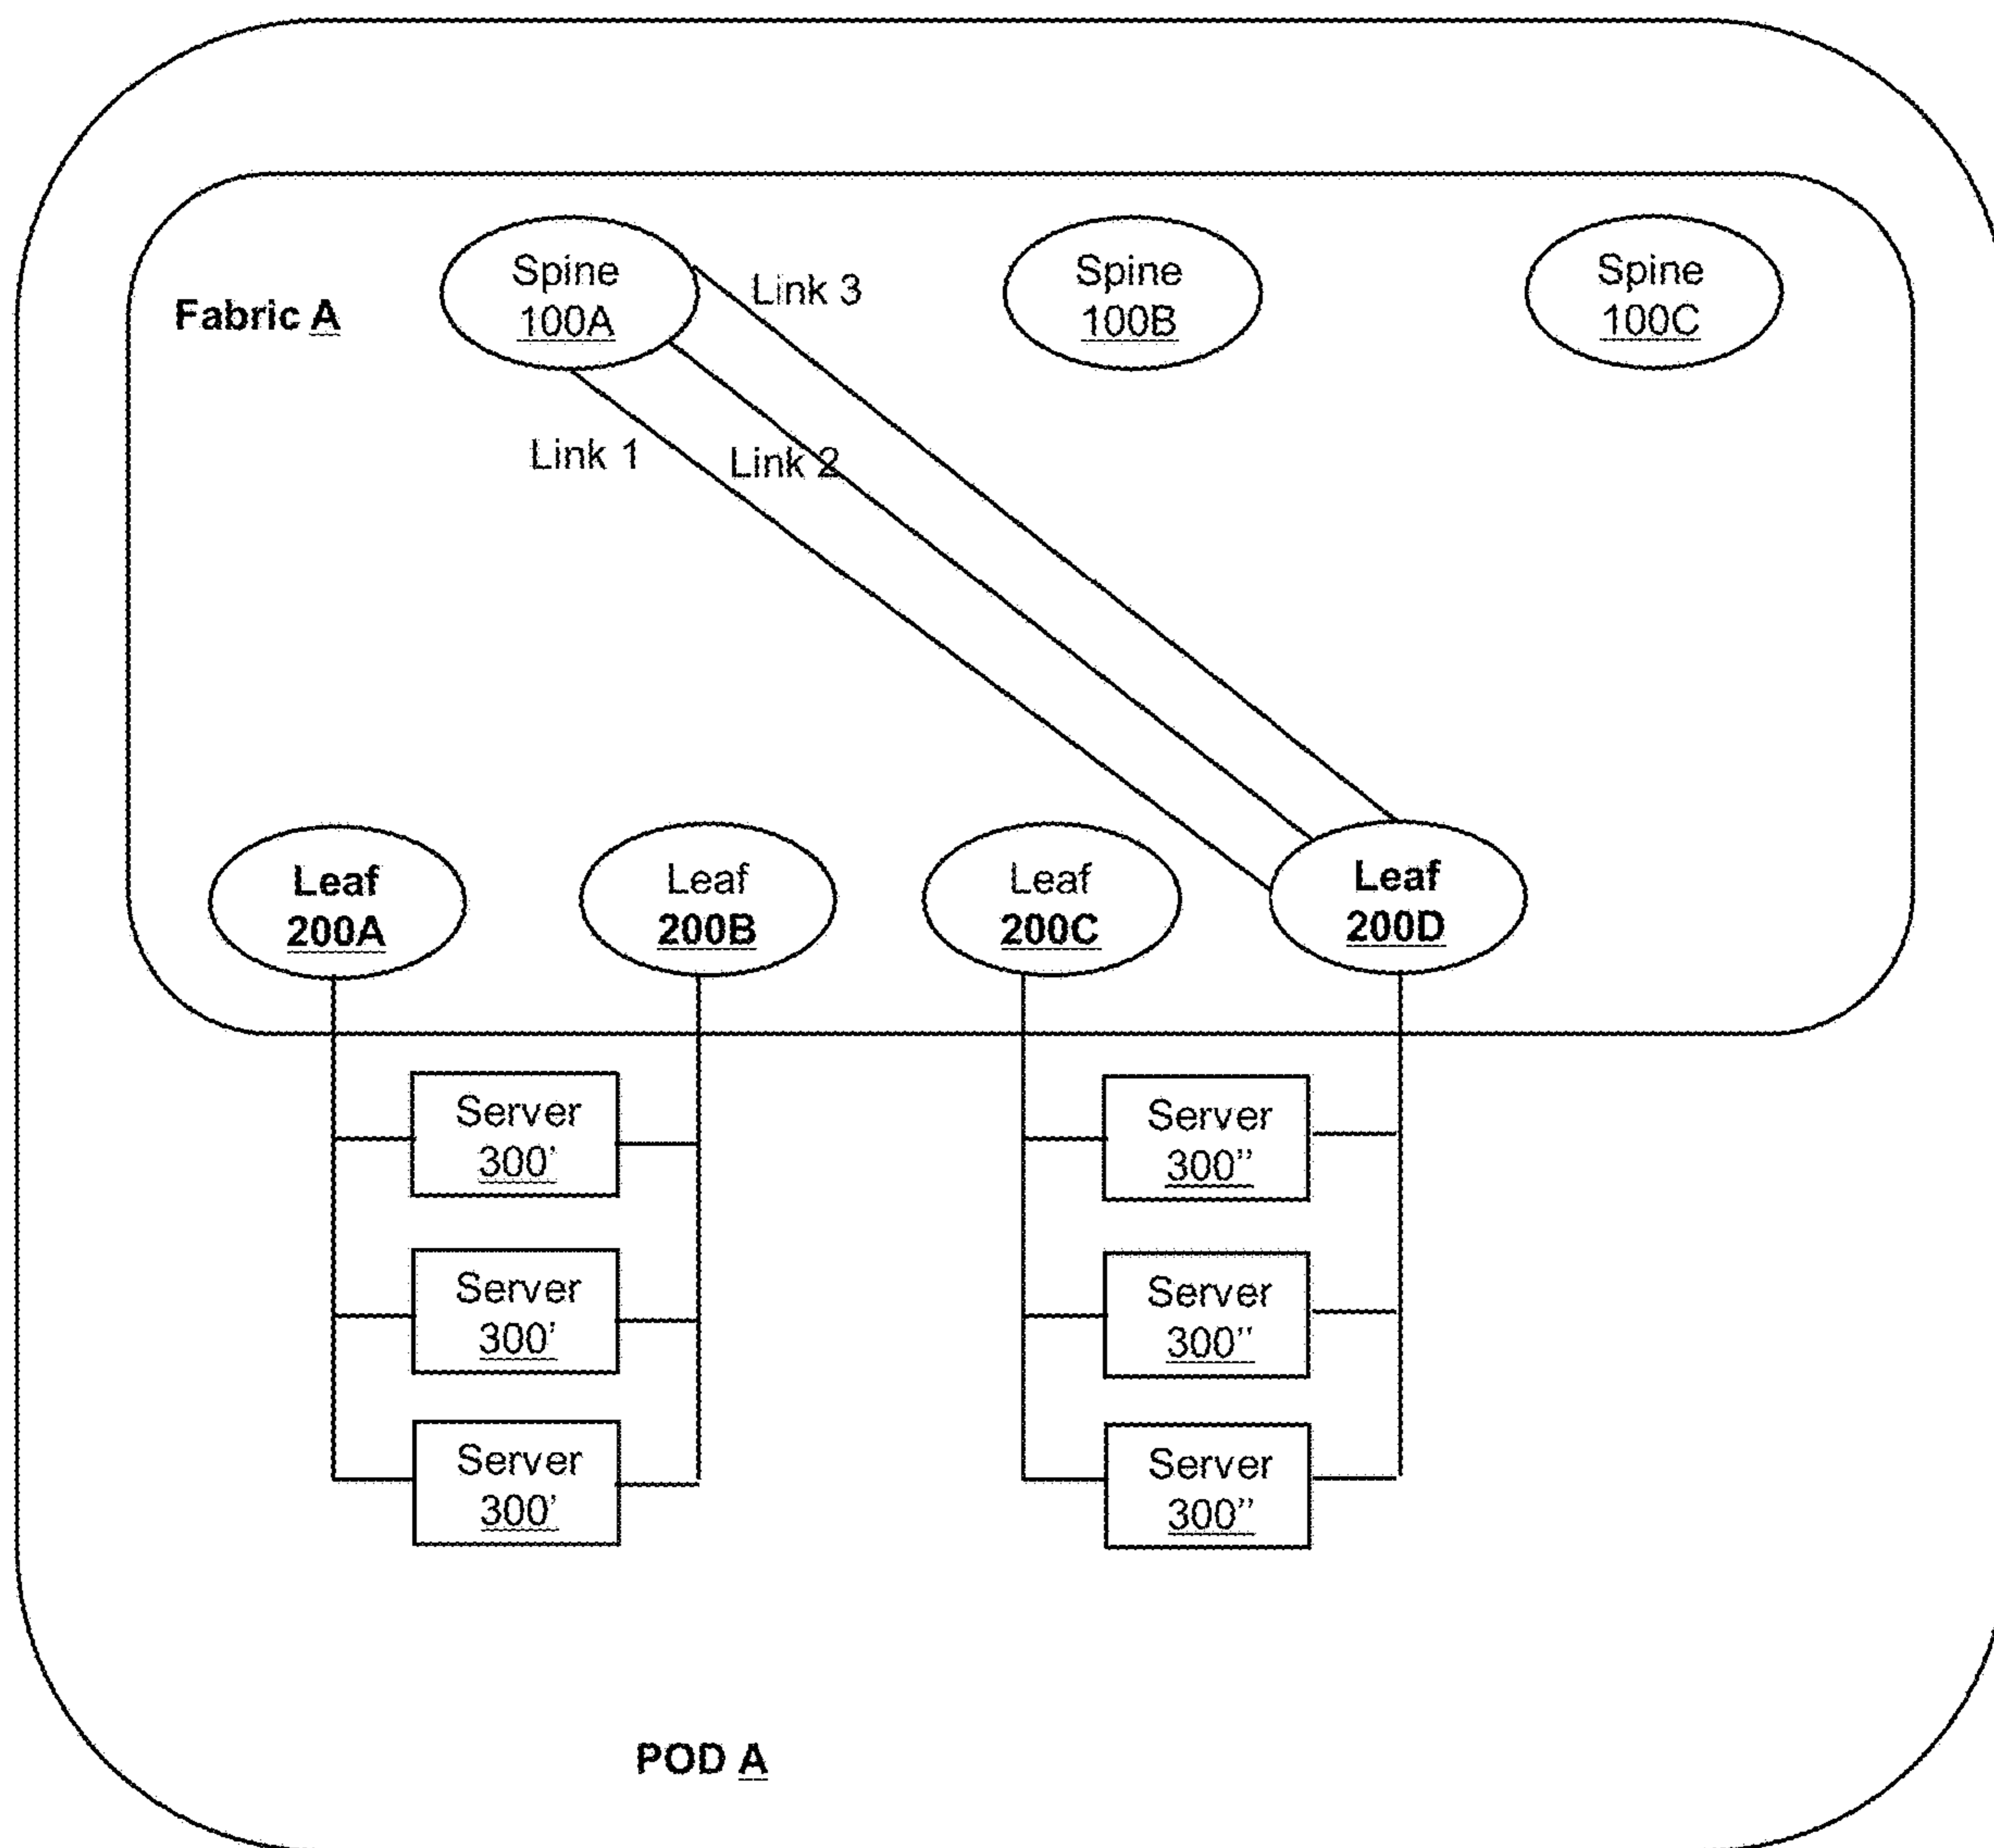 Fabric A
Spine
100A
Link 3
Spine
100B
Spine
100C
Link 1
Link 2
Leaf
200A
Leaf
200B
Leaf
200C
Leaf
200D
Server
300'
Server
300''
Server
300'
Server
300''
Server
300'
Server
300''
POD A